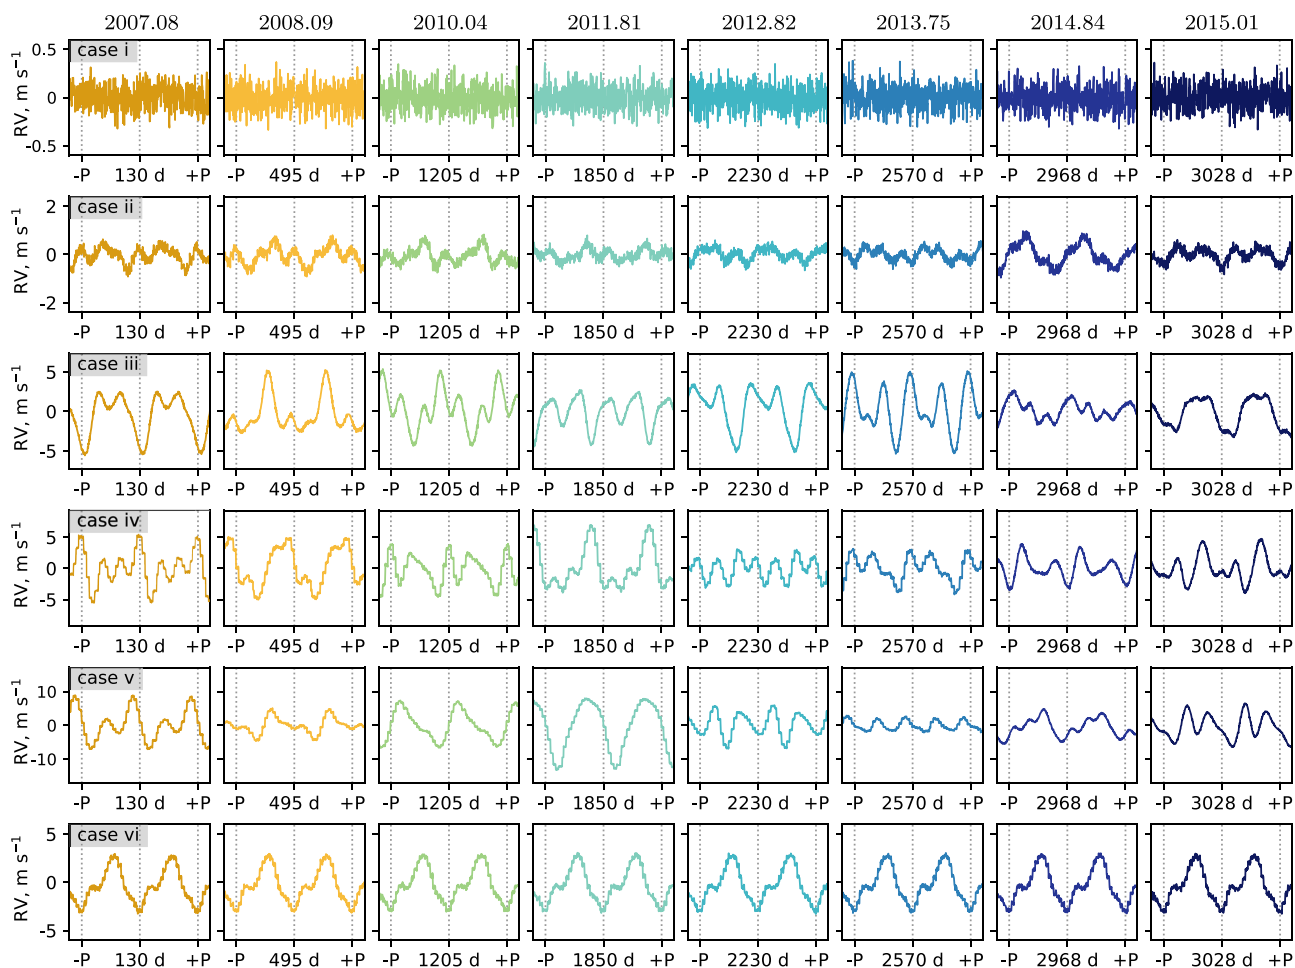 2007.08 2008.09 2010.04 2011.81 2012.82 2013.75 2014.84 2015.01
case i
RV, m s⁻¹
0.5
0
-0.5
-P 130 d +P -P 495 d +P -P 1205 d +P -P 1850 d +P -P 2230 d +P -P 2570 d +P -P 2968 d +P -P 3028 d +P
case ii
RV, m s⁻¹
2
0
-2
-P 130 d +P -P 495 d +P -P 1205 d +P -P 1850 d +P -P 2230 d +P -P 2570 d +P -P 2968 d +P -P 3028 d +P
case iii
RV, m s⁻¹
5
0
-5
-P 130 d +P -P 495 d +P -P 1205 d +P -P 1850 d +P -P 2230 d +P -P 2570 d +P -P 2968 d +P -P 3028 d +P
case iv
RV, m s⁻¹
5
0
-5
-P 130 d +P -P 495 d +P -P 1205 d +P -P 1850 d +P -P 2230 d +P -P 2570 d +P -P 2968 d +P -P 3028 d +P
case v
RV, m s⁻¹
10
0
-10
-P 130 d +P -P 495 d +P -P 1205 d +P -P 1850 d +P -P 2230 d +P -P 2570 d +P -P 2968 d +P -P 3028 d +P
case vi
RV, m s⁻¹
5
0
-5
-P 130 d +P -P 495 d +P -P 1205 d +P -P 1850 d +P -P 2230 d +P -P 2570 d +P -P 2968 d +P -P 3028 d +P